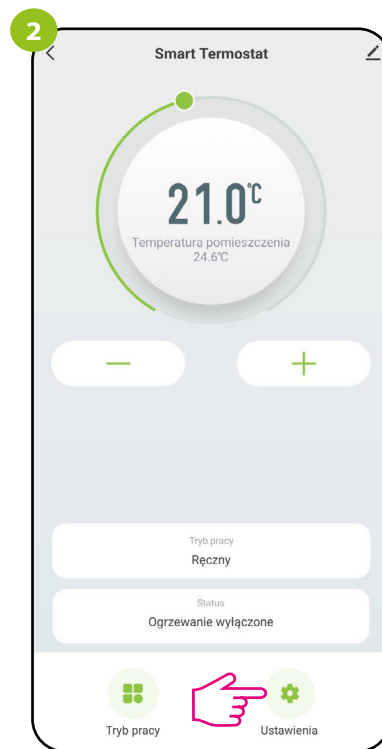 2
Smart Termostat
21.0°C
Temperatura pomieszczenia
24.6°C
Tryb pracy
Ręczny
Status
Ogrzewanie wyłączone
Tryb pracy
Ustawienia